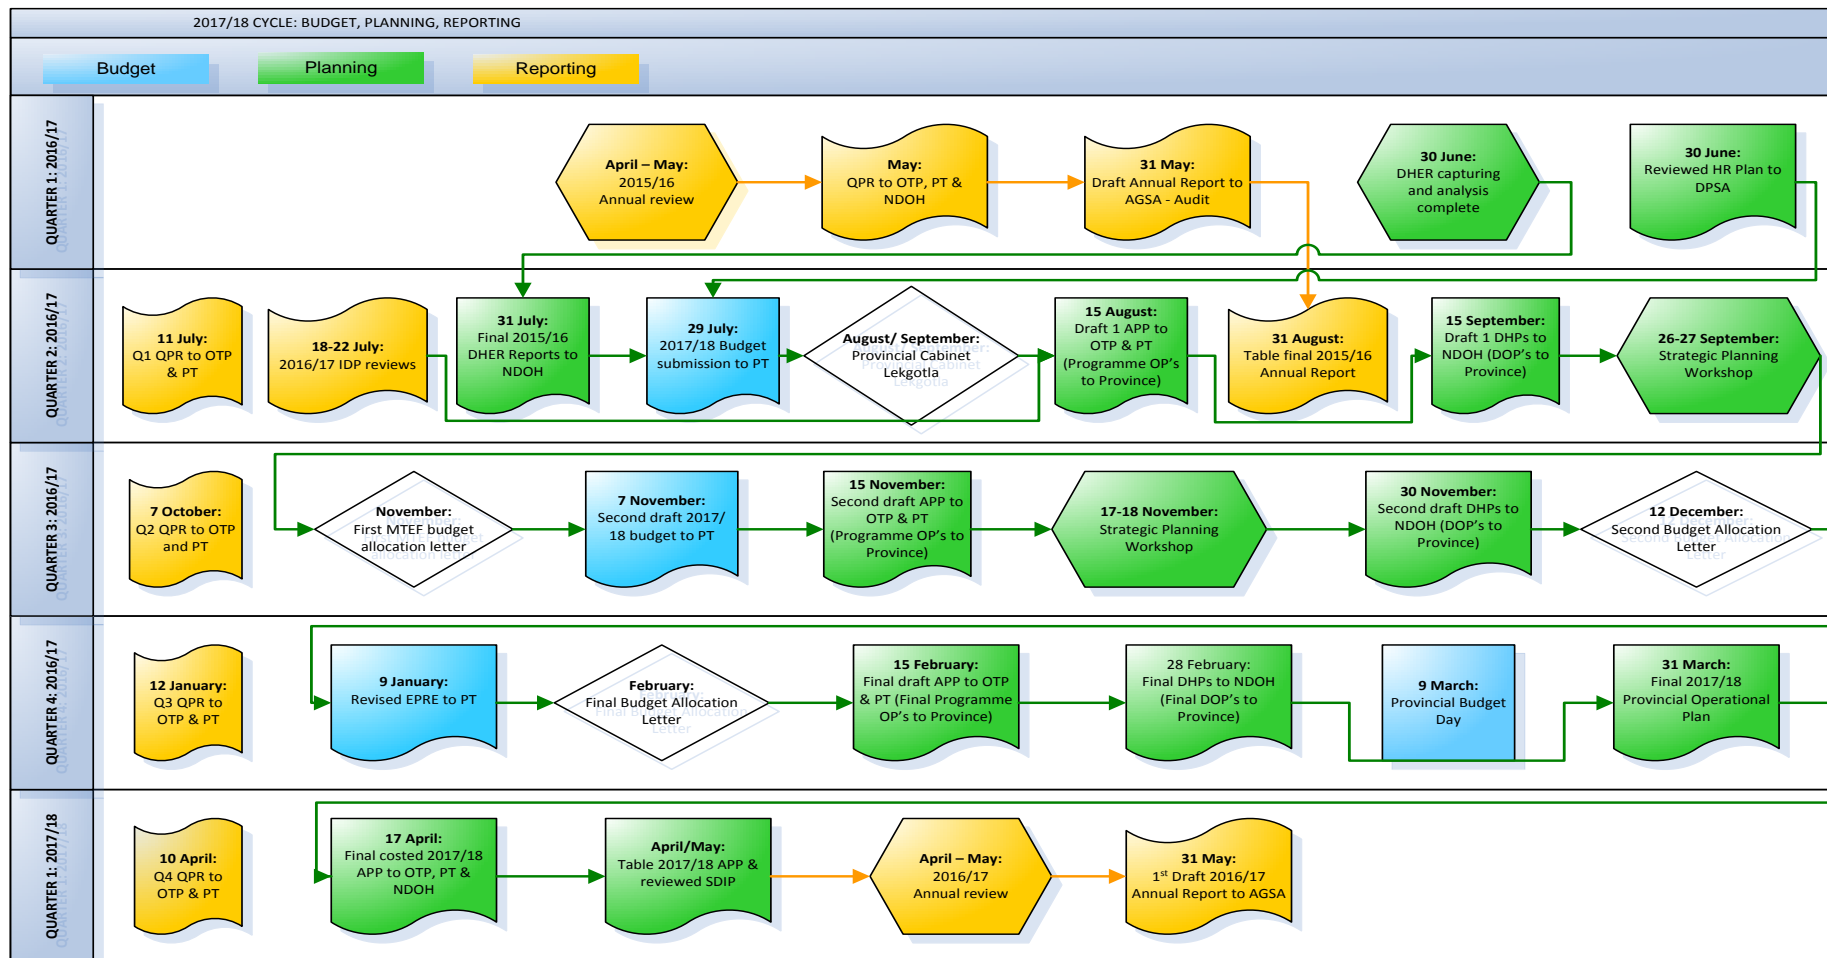 2017/18 CYCLE: BUDGET, PLANNING, REPORTING
Budget
Planning
Reporting
QUARTER 1: 2016/17
April – May:
2015/16
Annual review
May:
QPR to OTP, PT &
NDOH
31 May:
Draft Annual Report to
AGSA - Audit
30 June:
DHER capturing
and analysis
complete
30 June:
Reviewed HR Plan to
DPSA
QUARTER 2: 2016/17
11 July:
Q1 QPR to OTP
& PT
18-22 July:
2016/17 IDP reviews
31 July:
Final 2015/16
DHER Reports to
NDOH
29 July:
2017/18 Budget
submission to PT
August/ September:
Provincial Cabinet
Lekgotla
15 August:
Draft 1 APP to
OTP & PT
(Programme OP's
to Province)
31 August:
Table final 2015/16
Annual Report
15 September:
Draft 1 DHPs to
NDOH (DOP's to
Province)
26-27 September:
Strategic Planning
Workshop
QUARTER 3: 2016/17
7 October:
Q2 QPR to OTP
and PT
November:
First MTEF budget
allocation letter
7 November:
Second draft 2017/
18 budget to PT
15 November:
Second draft APP to
OTP & PT
(Programme OP's to
Province)
17-18 November:
Strategic Planning
Workshop
30 November:
Second draft DHPs to
NDOH (DOP's to
Province)
12 December:
Second Budget Allocation
Letter
QUARTER 4: 2016/17
12 January:
Q3 QPR to
OTP & PT
9 January:
Revised EPRE to PT
February:
Final Budget Allocation
Letter
15 February:
Final draft APP to OTP
& PT (Final Programme
OP's to Province)
28 February:
Final DHPs to NDOH
(Final DOP's to
Province)
9 March:
Provincial Budget
Day
31 March:
Final 2017/18
Provincial Operational
Plan
QUARTER 1: 2017/18
10 April:
Q4 QPR to
OTP & PT
17 April:
Final costed 2017/18
APP to OTP, PT &
NDOH
April/May:
Table 2017/18 APP &
reviewed SDIP
April – May:
2016/17
Annual review
31 May:
1st Draft 2016/17
Annual Report to AGSA